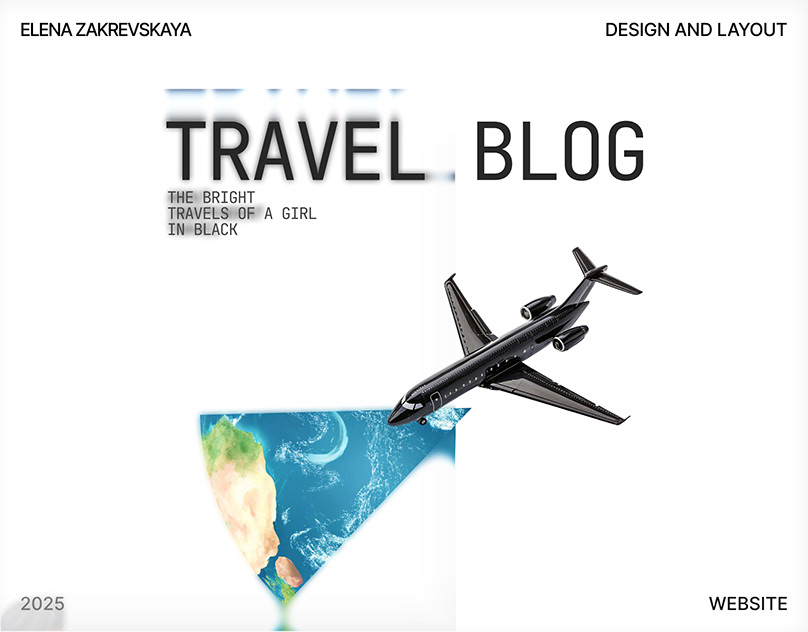 ELENA ZAKREVSKAYA
DESIGN AND LAYOUT
TRAVEL BLOG
THE BRIGHT
TRAVELS OF A GIRL
IN BLACK
2025
WEBSITE